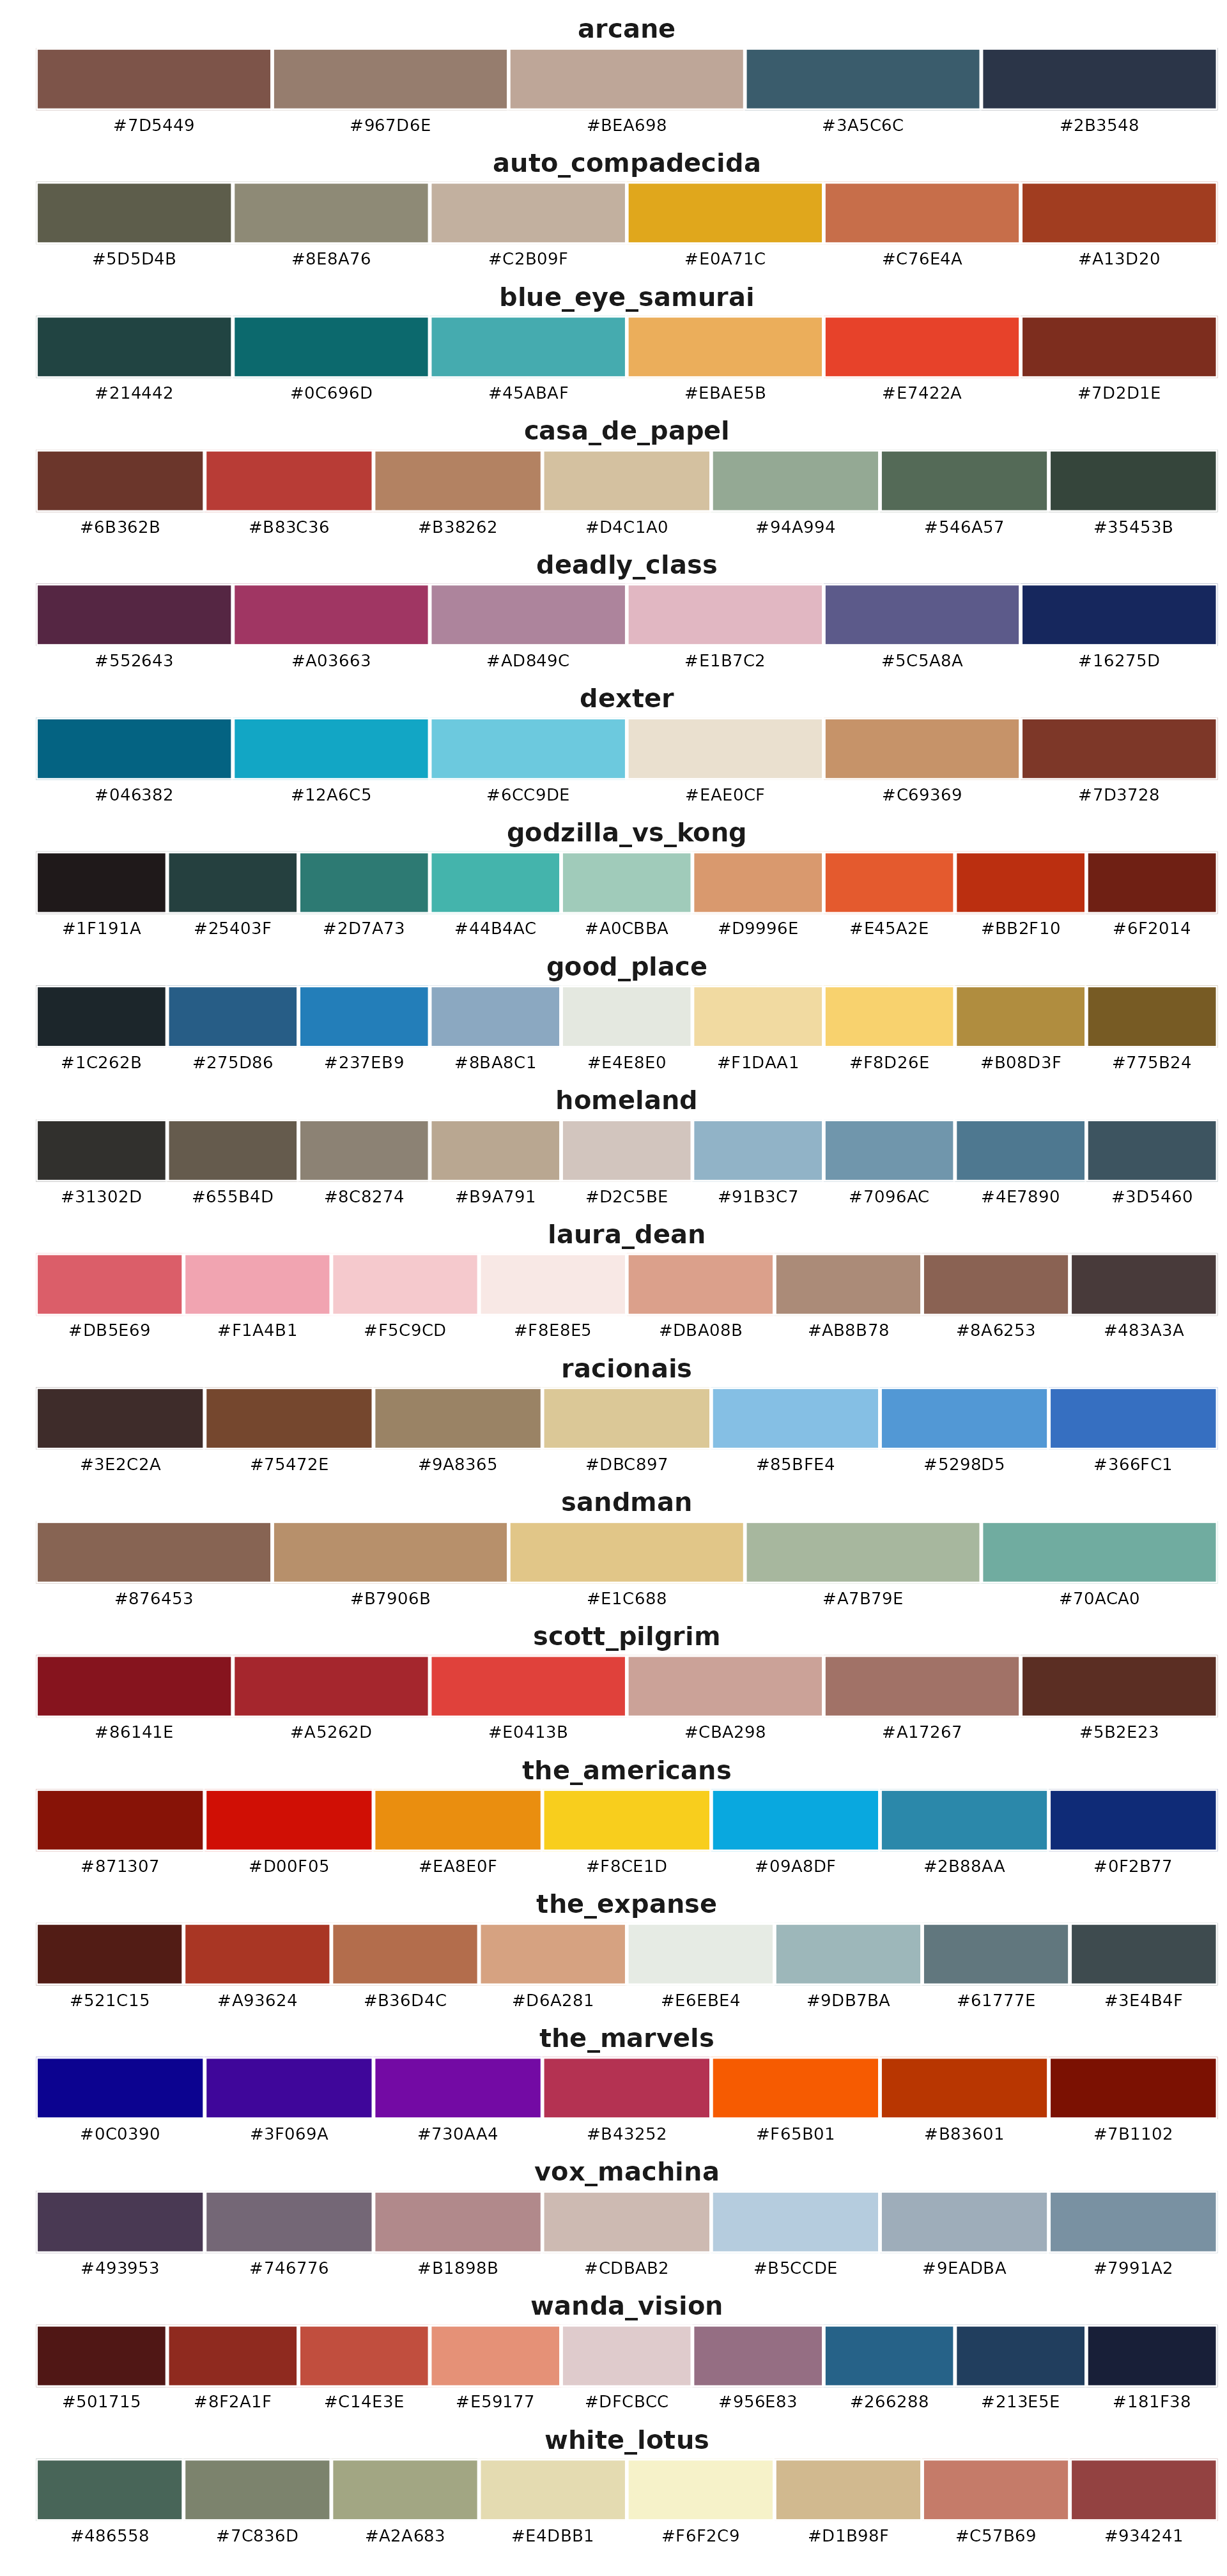 arcane
#7D5449 #967D6E #BEA698 #3A5C6C #2B3548
auto_compadecida
#5D5D4B #8E8A76 #C2B09F #E0A71C #C76E4A #A13D20
blue_eye_samurai
#214442 #0C696D #45ABAF #EBAE5B #E7422A #7D2D1E
casa_de_papel
#6B362B #B83C36 #B38262 #D4C1A0 #94A994 #546A57 #35453B
deadly_class
#552643 #A03663 #AD849C #E1B7C2 #5C5A8A #16275D
dexter
#046382 #12A6C5 #6CC9DE #EAE0CF #C69369 #7D3728
godzilla_vs_kong
#1F191A #25403F #2D7A73 #44B4AC #A0CBBA #D9996E #E45A2E #BB2F10 #6F2014
good_place
#1C262B #275D86 #237EB9 #8BA8C1 #E4E8E0 #F1DAA1 #F8D26E #B08D3F #775B24
homeland
#31302D #655B4D #8C8274 #B9A791 #D2C5BE #91B3C7 #7096AC #4E7890 #3D5460
laura_dean
#DB5E69 #F1A4B1 #F5C9CD #F8E8E5 #DBA08B #AB8B78 #8A6253 #483A3A
racionais
#3E2C2A #75472E #9A8365 #DBC897 #85BFE4 #5298D5 #366FC1
sandman
#876453 #B7906B #E1C688 #A7B79E #70ACA0
scott_pilgrim
#86141E #A5262D #E0413B #CBA298 #A17267 #5B2E23
the_americans
#871307 #D00F05 #EA8E0F #F8CE1D #09A8DF #2B88AA #0F2B77
the_expanse
#521C15 #A93624 #B36D4C #D6A281 #E6EBE4 #9DB7BA #61777E #3E4B4F
the_marvels
#0C0390 #3F069A #730AA4 #B43252 #F65B01 #B83601 #7B1102
vox_machina
#493953 #746776 #B1898B #CDBAB2 #B5CCDE #9EADBA #7991A2
wanda_vision
#501715 #8F2A1F #C14E3E #E59177 #DFCBCC #956E83 #266288 #213E5E #181F38
white_lotus
#486558 #7C836D #A2A683 #E4DBB1 #F6F2C9 #D1B98F #C57B69 #934241